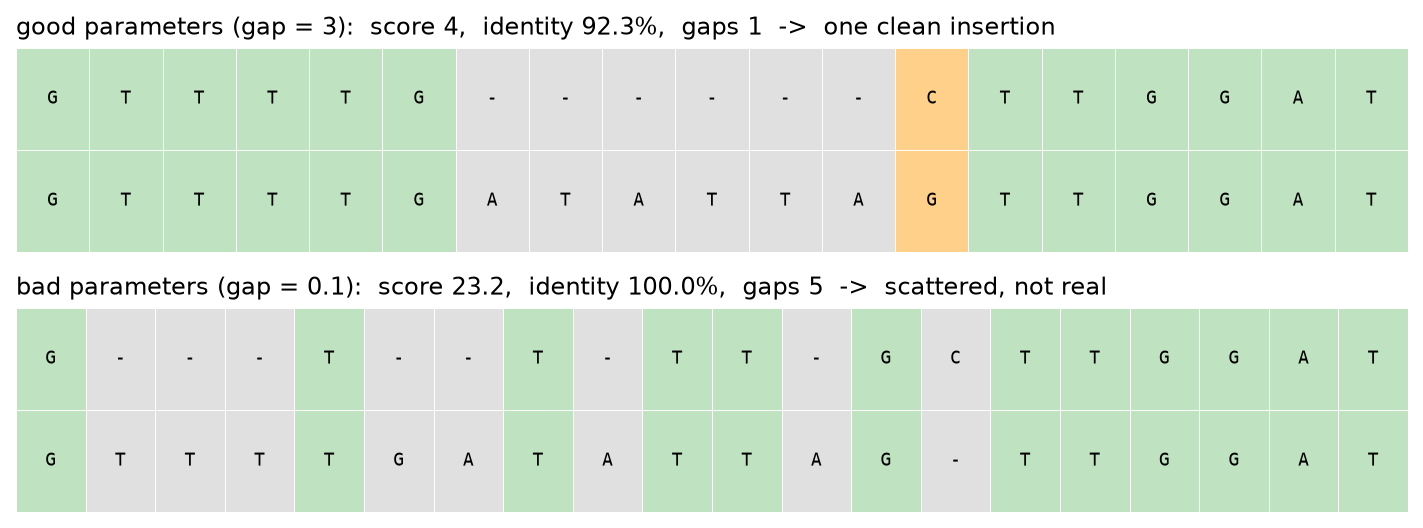 good parameters (gap = 3):  score 4,  identity 92.3%,  gaps 1  ->  one clean insertion
G T T T T G - - - - - - C T T G G A T
G T T T T G A T A T T A G T T G G A T
bad parameters (gap = 0.1):  score 23.2,  identity 100.0%,  gaps 5  ->  scattered, not real
G - - - T - - T - T T - G C T T G G A T
G T T T T G A T A T T A G - T T G G A T